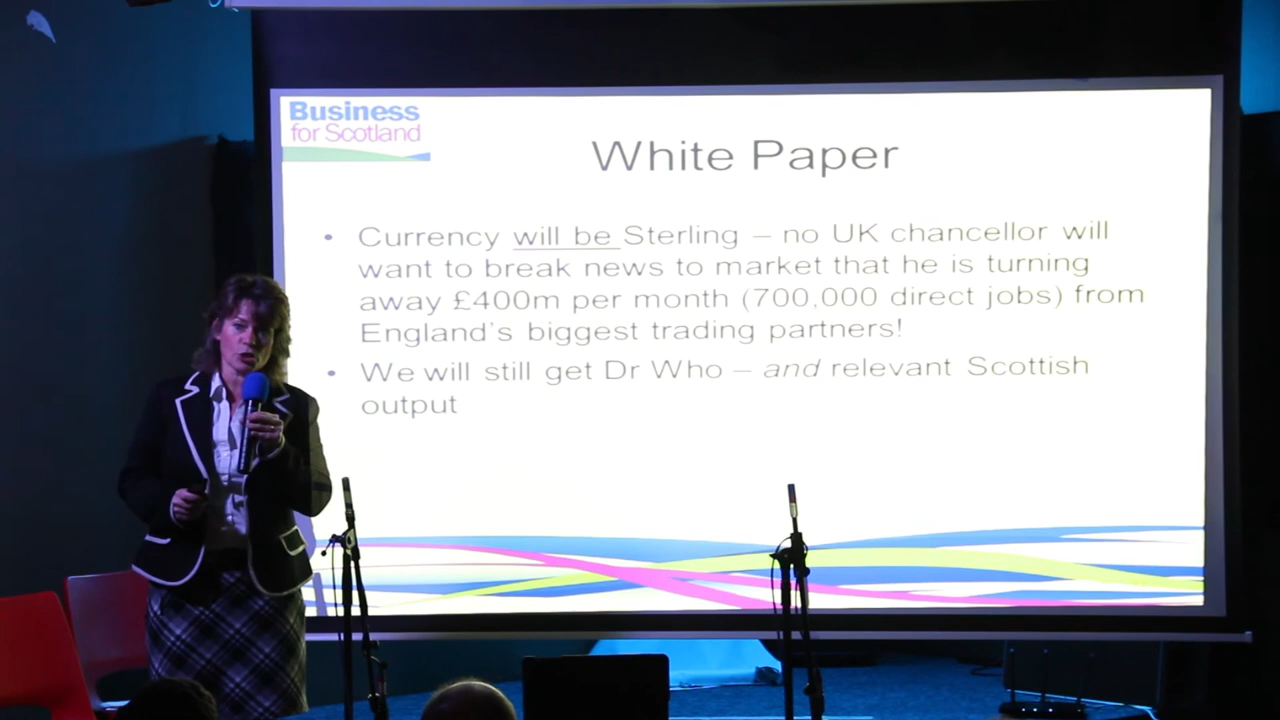 Business
for Scotland
White Paper
• Currency will be Sterling – no UK chancellor will
want to break news to market that he is turning
away £400m per month (700,000 direct jobs) from
England's biggest trading partners!
• We will still get Dr Who – and relevant Scottish
output